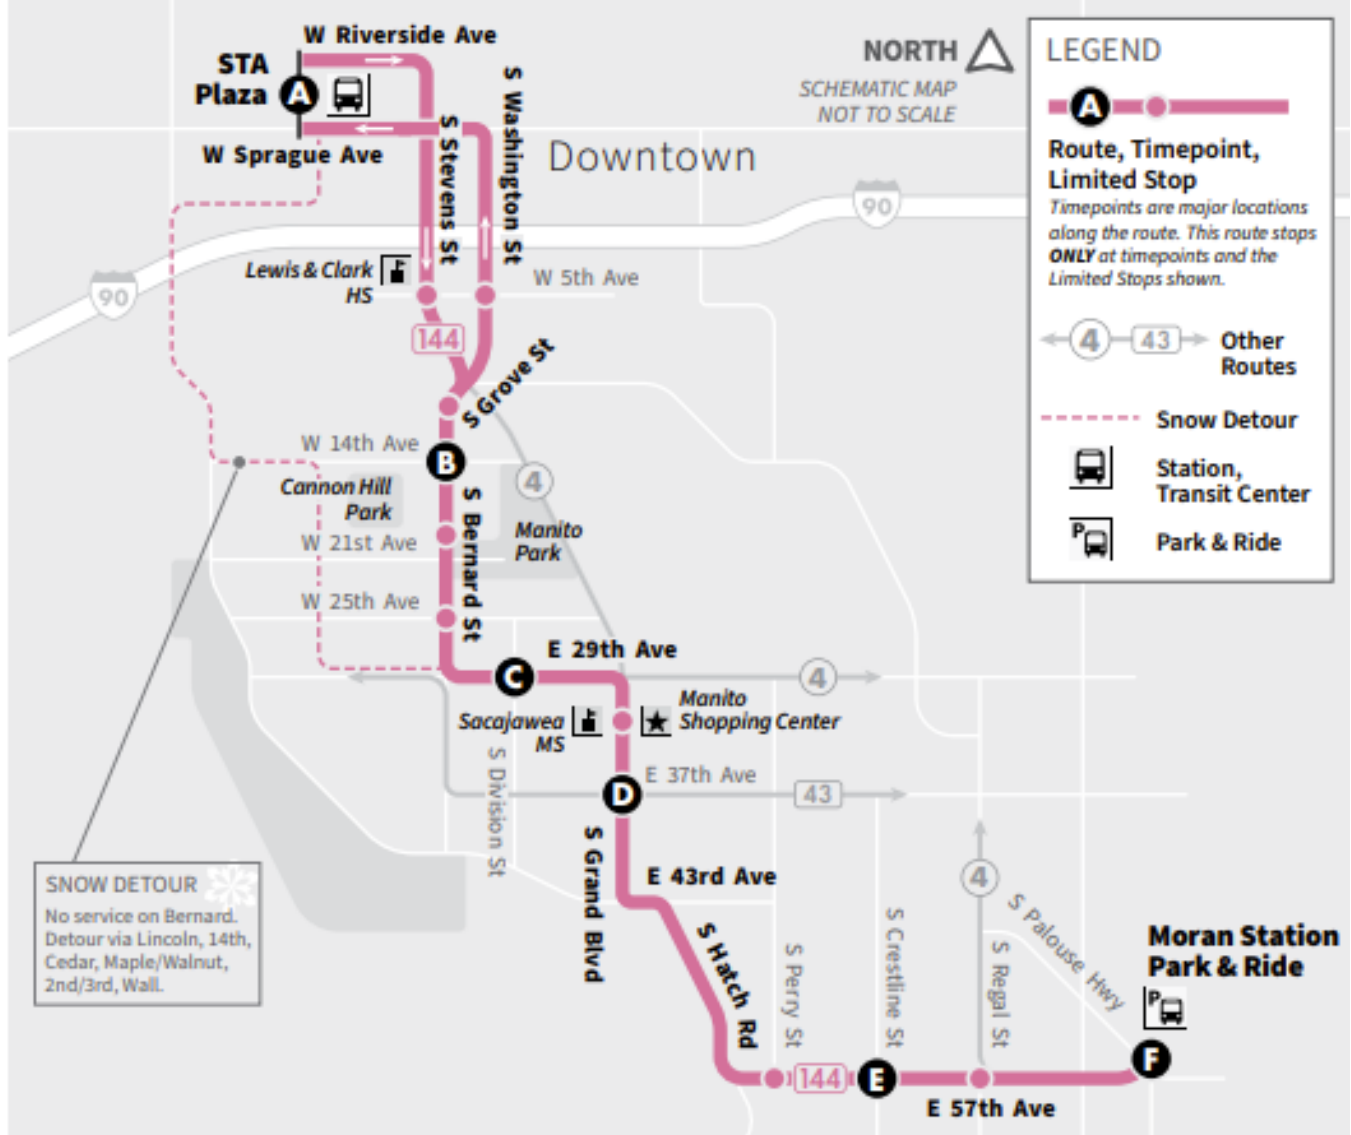 W Riverside Ave
STA
Plaza
A
W Sprague Ave
S Stevens St
S Washington St
Downtown
NORTH
SCHEMATIC MAP
NOT TO SCALE
90
90
Lewis & Clark
HS
W 5th Ave
144
S Grove St
W 14th Ave
B
4
Cannon Hill
Park
S Bernard St
Manito
Park
W 21st Ave
W 25th Ave
E 29th Ave
C
4
Sacajawea
MS
Manito
Shopping Center
S Division St
E 37th Ave
D
43
S Grand Blvd
E 43rd Ave
S Hatch Rd
S Perry St
S Crestline St
4
S Regal St
S Palouse Hwy
Moran Station
Park & Ride
P
F
144
E
E 57th Ave
SNOW DETOUR
No service on Bernard.
Detour via Lincoln, 14th,
Cedar, Maple/Walnut,
2nd/3rd, Wall.
LEGEND
A
Route, Timepoint,
Limited Stop
Timepoints are major locations
along the route. This route stops
ONLY at timepoints and the
Limited Stops shown.
4
43
Other
Routes
Snow Detour
Station,
Transit Center
P
Park & Ride